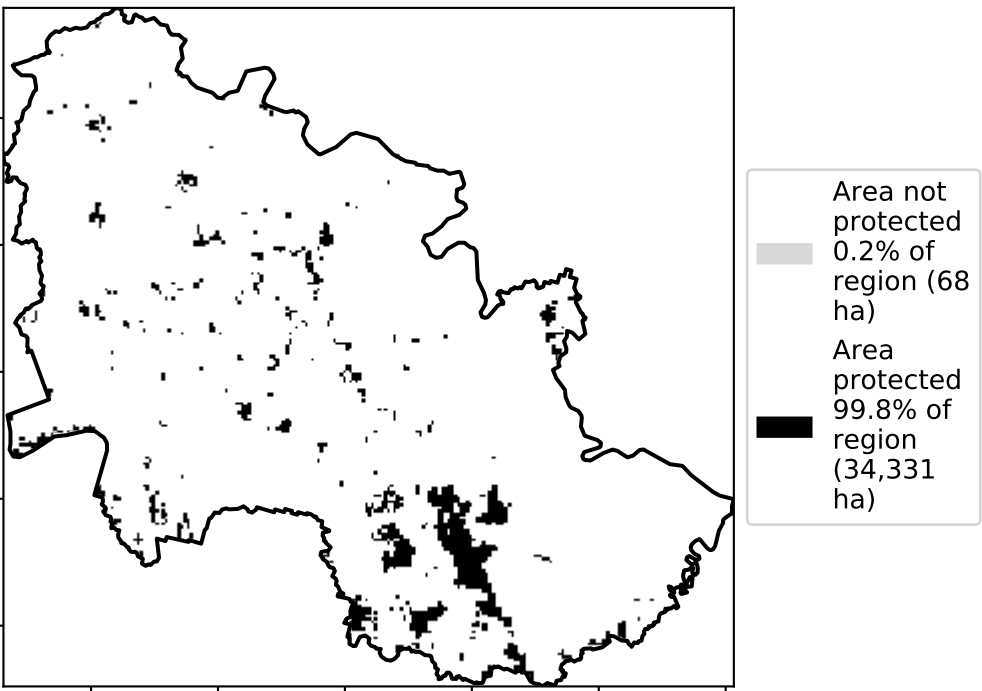 Area not
protected
0.2% of
region (68
ha)
Area
protected
99.8% of
region
(34,331
ha)